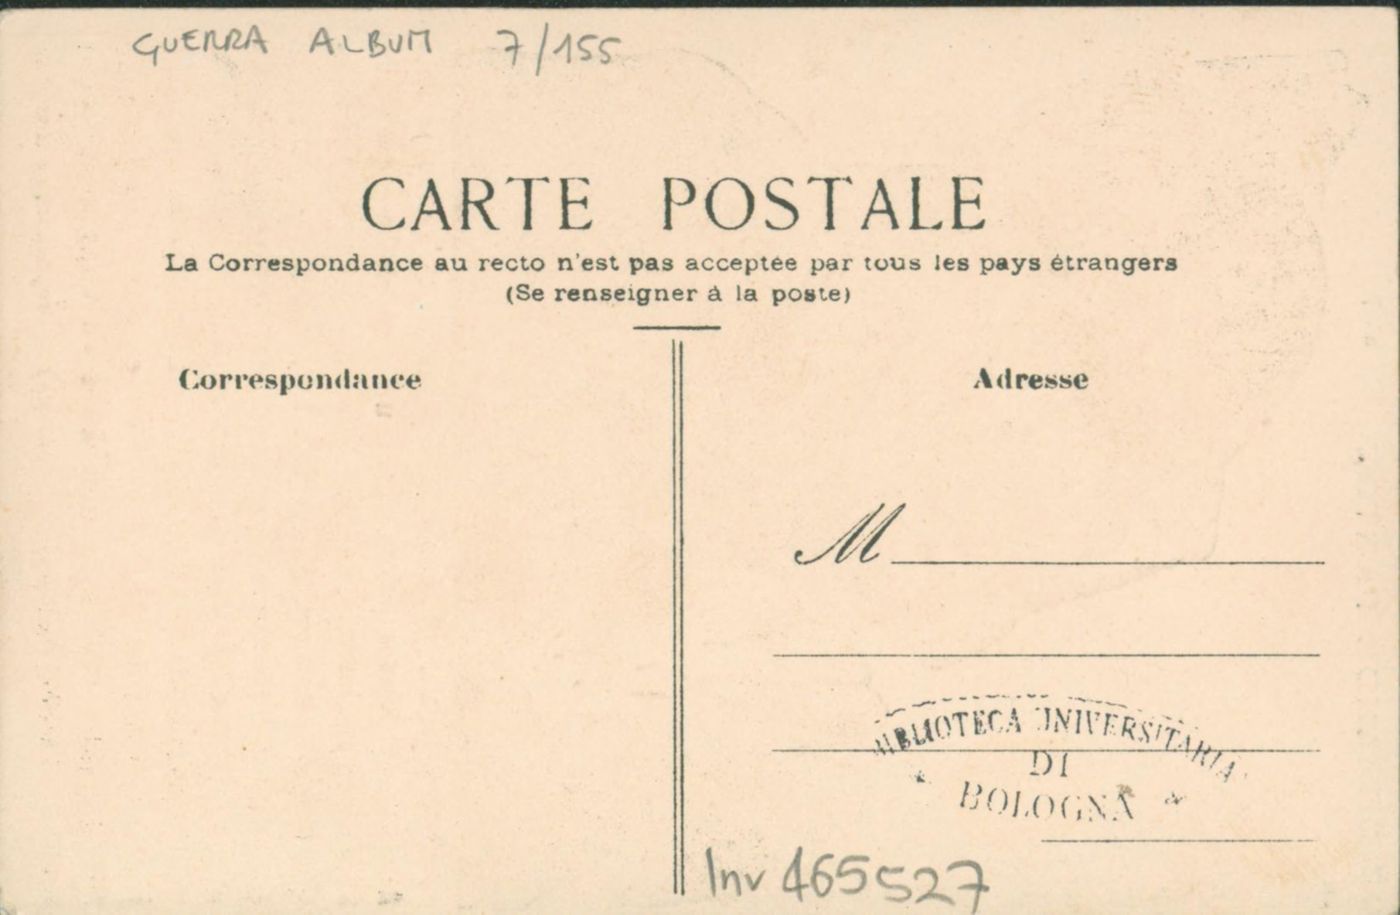 GUERRA ALBUM 7/155
CARTE POSTALE
La Correspondance au recto n'est pas acceptée par tous les pays étrangers
(Se renseigner à la poste)
Correspondance
Adresse
M
BIBLIOTECA UNIVERSITARIA
DI
BOLOGNA
Inv 465527